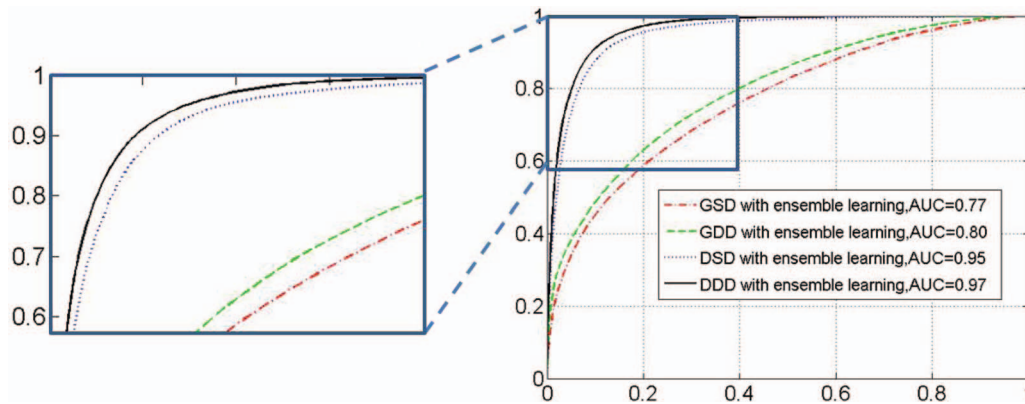 1
0.9
0.8
0.7
0.6
1
0.8
0.6
0.4
0.2
0
GSD with ensemble learning,AUC=0.77
GDD with ensemble learning,AUC=0.80
DSD with ensemble learning,AUC=0.95
DDD with ensemble learning,AUC=0.97
0 0.2 0.4 0.6 0.8